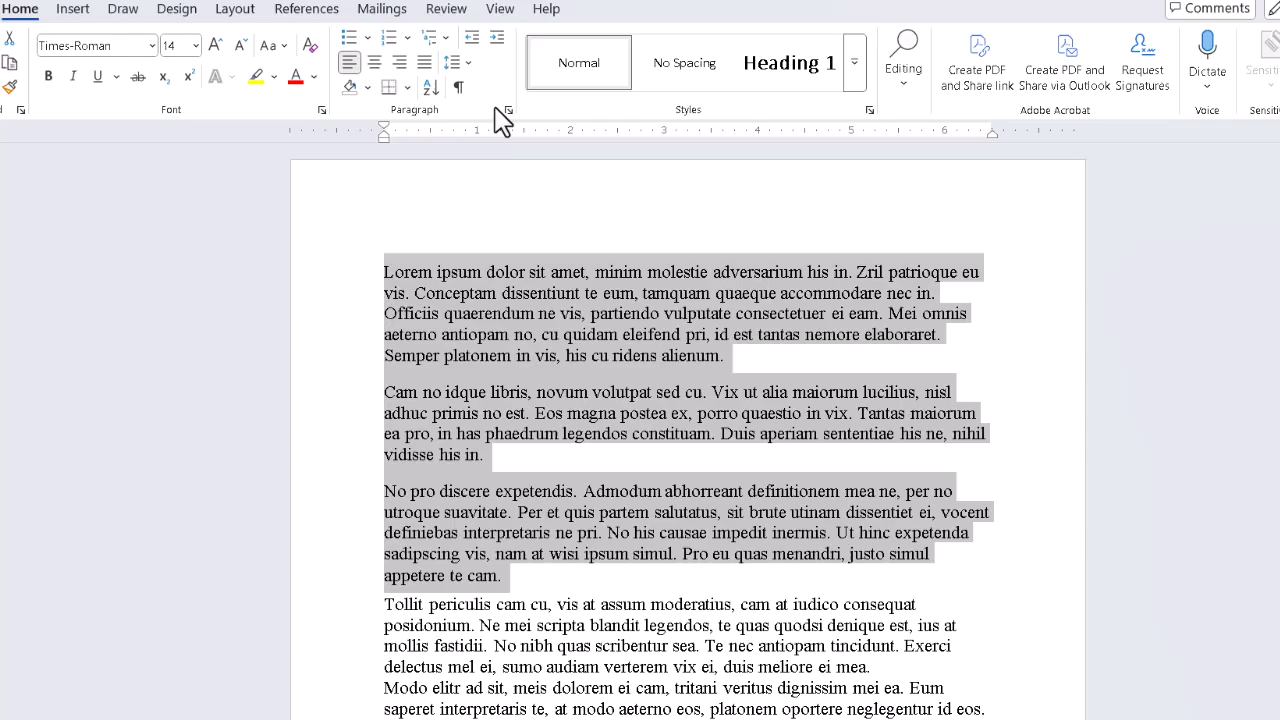 Home Insert Draw Design Layout References Mailings Review View Help Comments
Times-Roman 14 Aa
B I U ab x₂ x² A A
Normal No Spacing Heading 1
Editing
Create PDF and Share link
Create PDF and Share via Outlook
Request Signatures
Dictate
Font Paragraph Styles Adobe Acrobat Voice
1 2 3 4 5 6
Lorem ipsum dolor sit amet, minim molestie adversarium his in. Zril patrioque eu
vis. Conceptam dissentiunt te eum, tamquam quaeque accommodare nec in.
Officiis quaerendum ne vis, partiendo vulputate consectetuer ei eam. Mei omnis
aeterno antiopam no, cu quidam eleifend pri, id est tantas nemore elaboraret.
Semper platonem in vis, his cu ridens alienum.
Cam no idque libris, novum volutpat sed cu. Vix ut alia maiorum lucilius, nisl
adhuc primis no est. Eos magna postea ex, porro quaestio in vix. Tantas maiorum
ea pro, in has phaedrum legendos constituam. Duis aperiam sententiae his ne, nihil
vidisse his in.
No pro discere expetendis. Admodum abhorreant definitionem mea ne, per no
utroque suavitate. Per et quis partem salutatus, sit brute utinam dissentiet ei, vocent
definiebas interpretaris ne pri. No his causae impedit inermis. Ut hinc expetenda
sadipscing vis, nam at wisi ipsum simul. Pro eu quas menandri, justo simul
appetere te cam.
Tollit periculis cam cu, vis at assum moderatius, cam at iudico consequat
posidonium. Ne mei scripta blandit legendos, te quas quodsi denique est, ius at
mollis fastidii. No nibh quas scribentur sea. Te nec antiopam tincidunt. Exerci
delectus mel ei, sumo audiam verterem vix ei, duis meliore ei mea.
Modo elitr ad sit, meis dolorem ei cam, tritani veritus dignissim mei ea. Eum
saperet interpretaris te, at modo aeterno eos, platonem oportere neglegentur id eos.